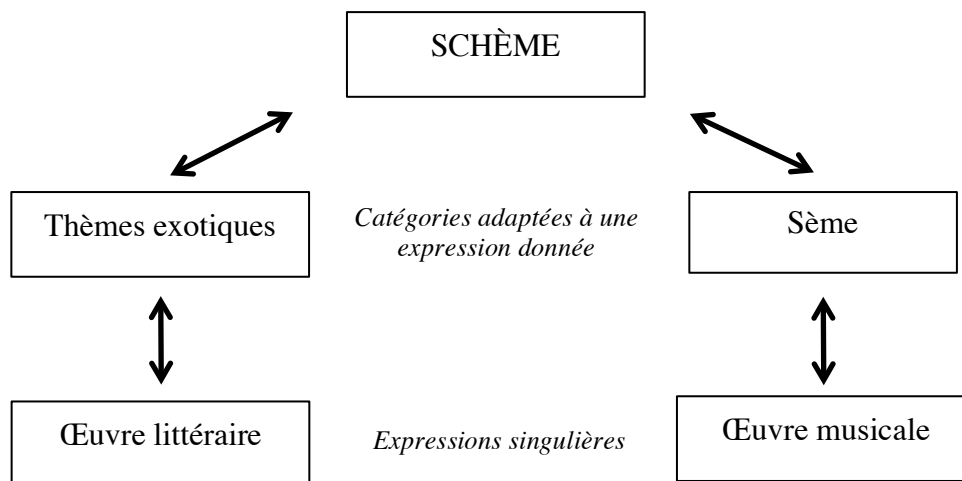 SCHÈME
Thèmes exotiques
Catégories adaptées à une
expression donnée
Sème
Œuvre littéraire
Expressions singulières
Œuvre musicale